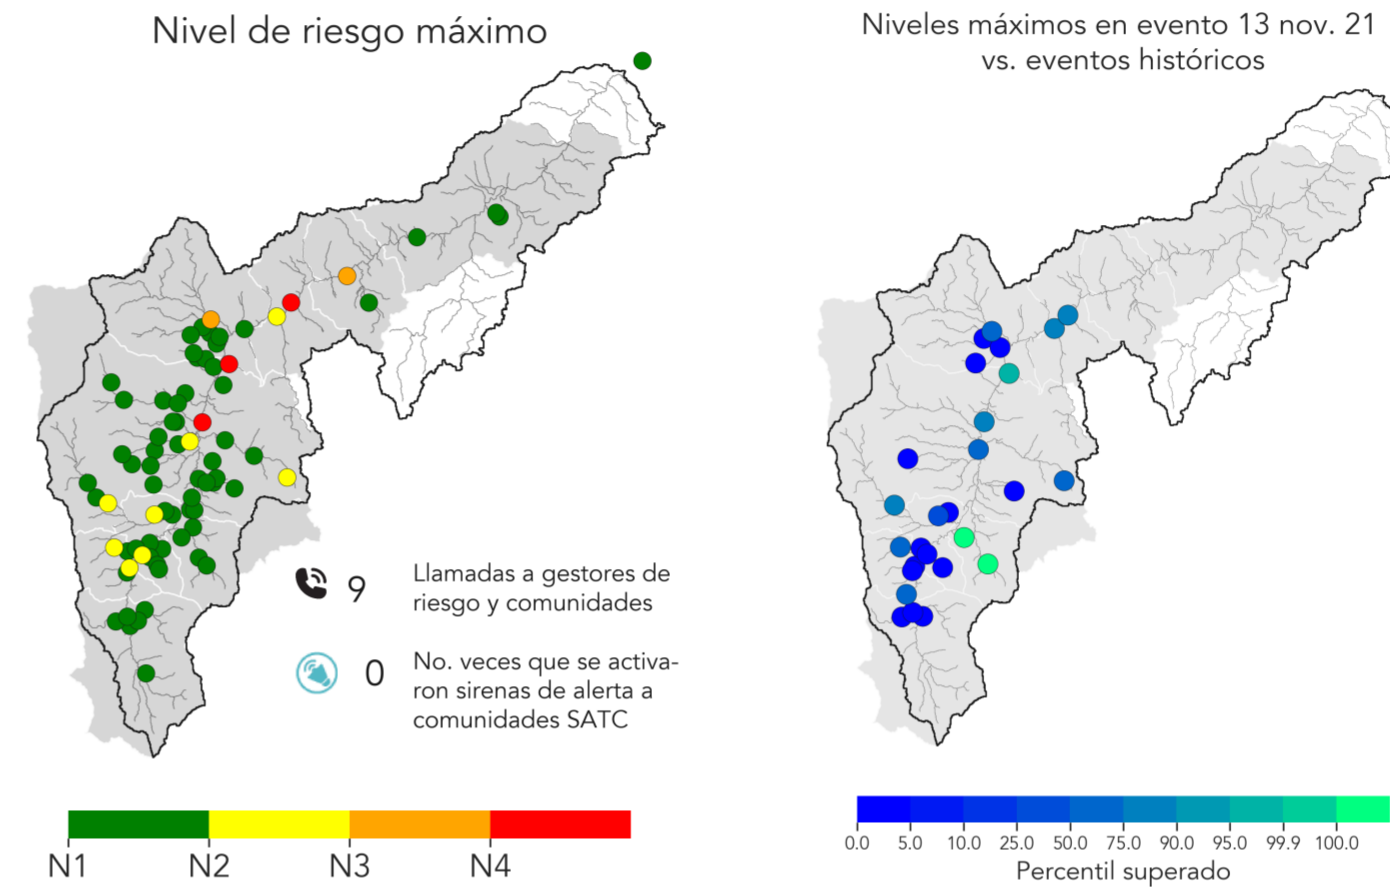 Nivel de riesgo máximo
9
Llamadas a gestores de
riesgo y comunidades
0
No. veces que se activa-
ron sirenas de alerta a
comunidades SATC
N1 N2 N3 N4
Niveles máximos en evento 13 nov. 21
vs. eventos históricos
0.0 5.0 10.0 25.0 50.0 75.0 90.0 95.0 99.9 100.0
Percentil superado